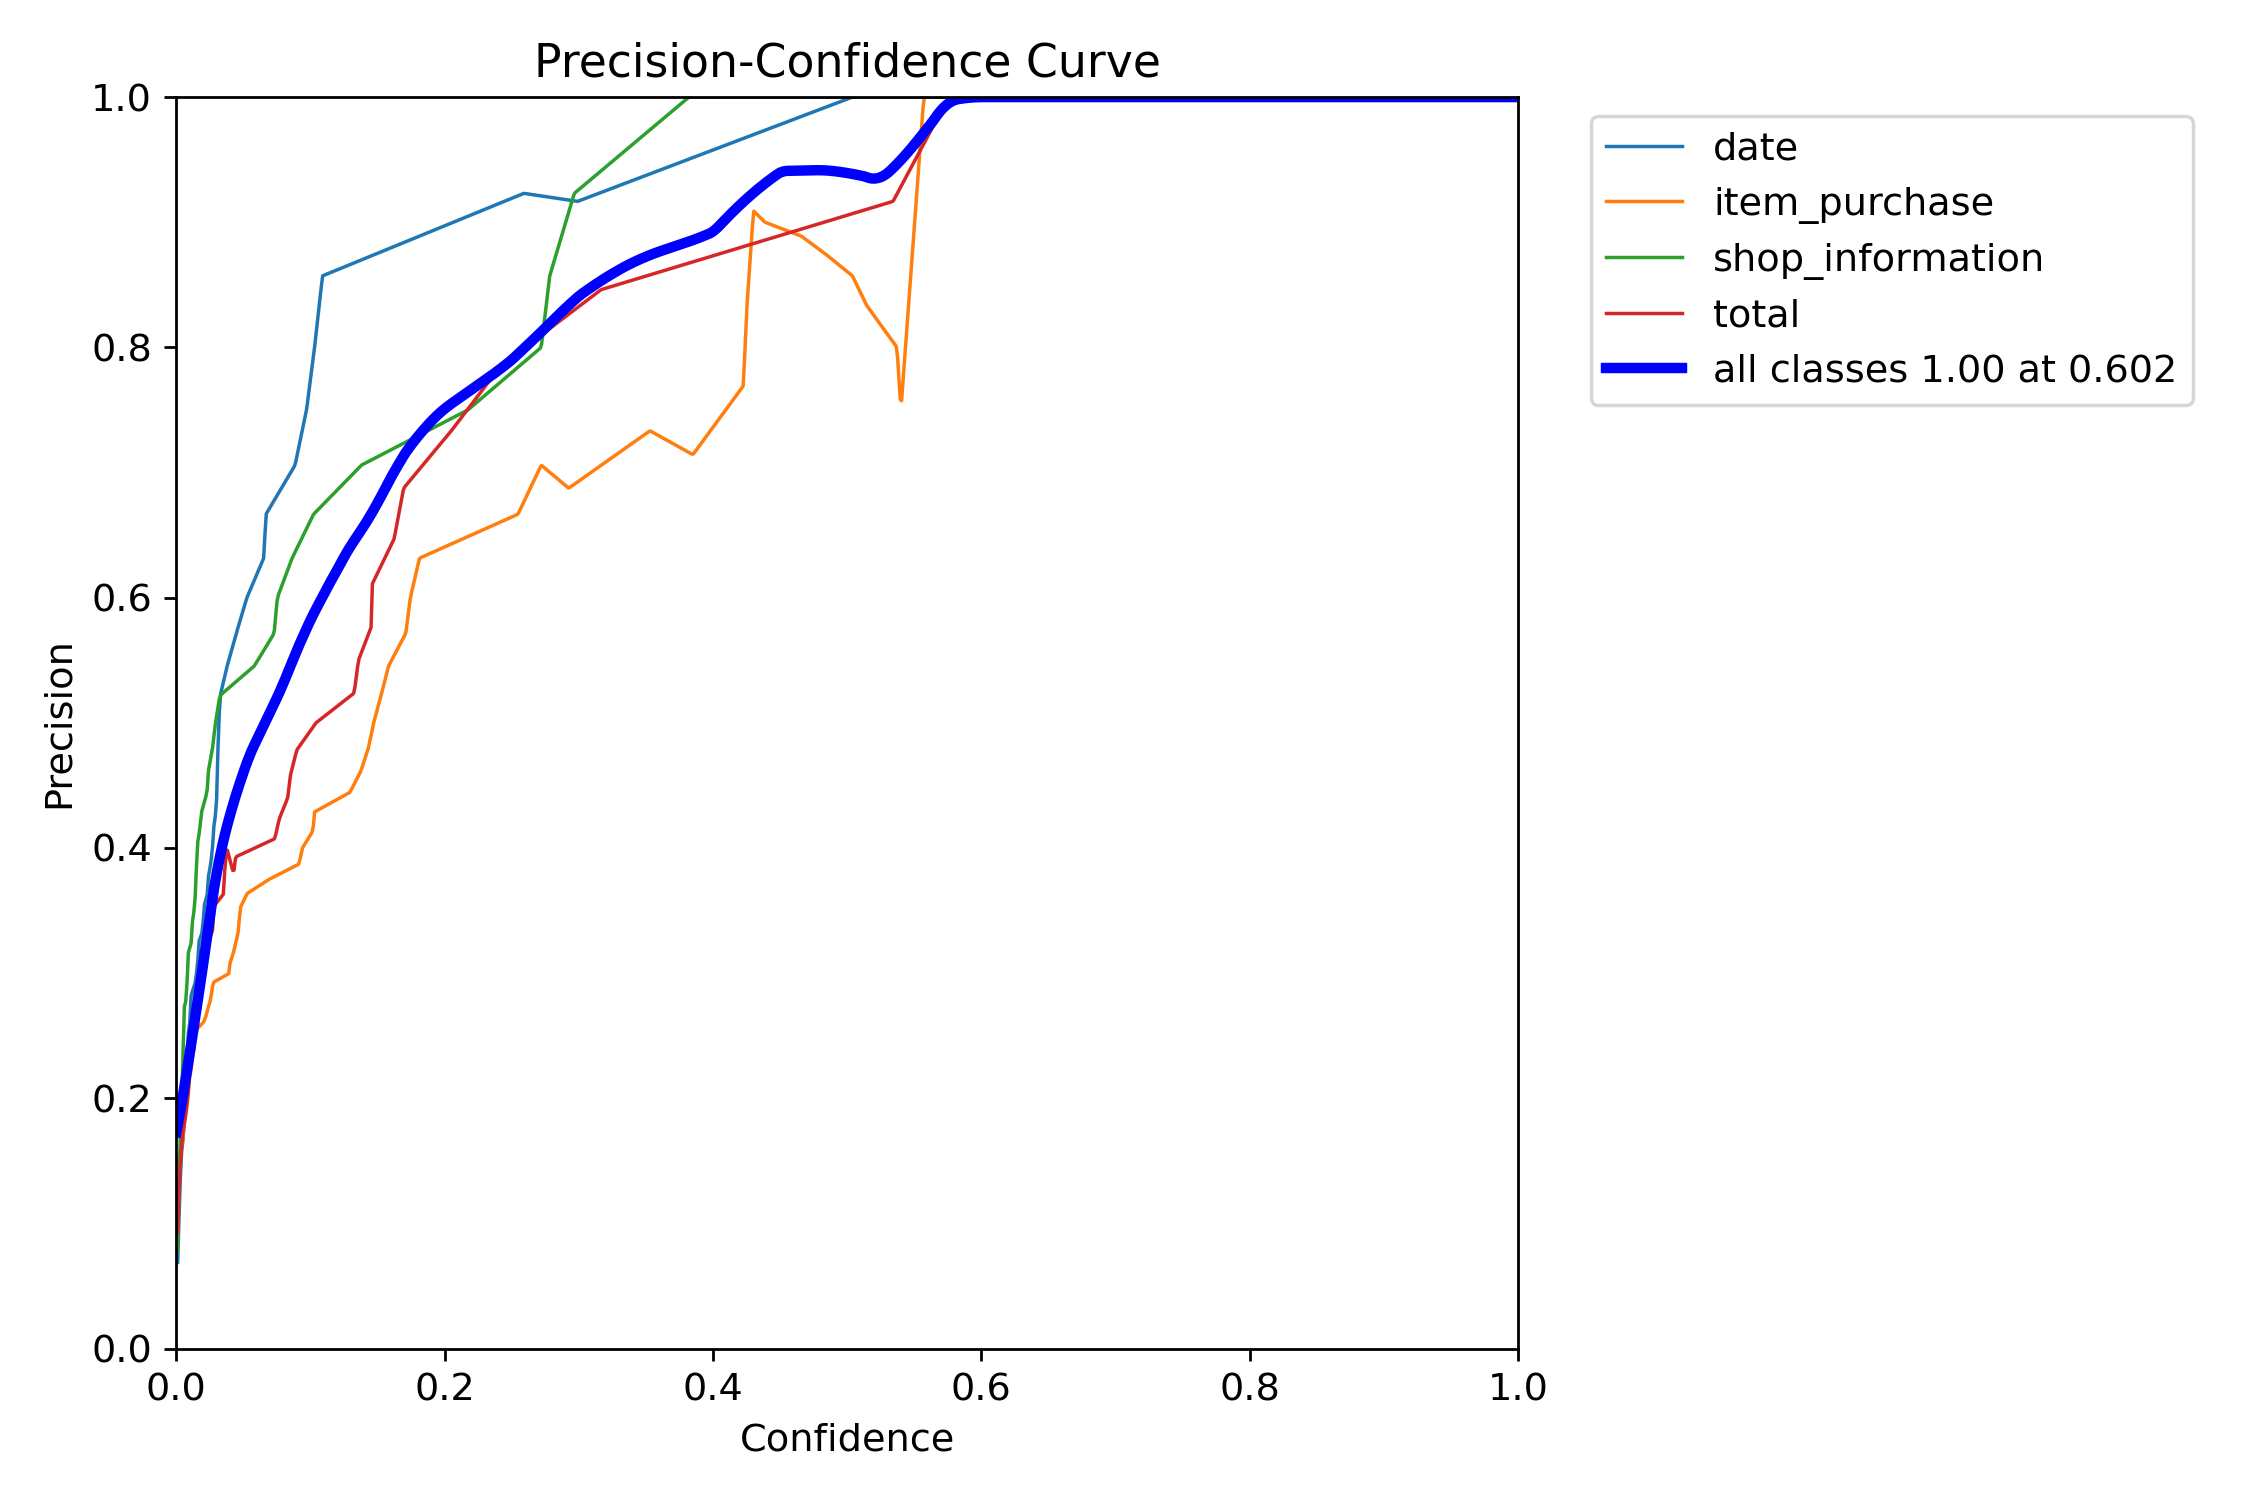 Precision-Confidence Curve
1.0
0.8
0.6
0.4
0.2
0.0
Precision
0.0 0.2 0.4 0.6 0.8 1.0
Confidence
date
item_purchase
shop_information
total
all classes 1.00 at 0.602